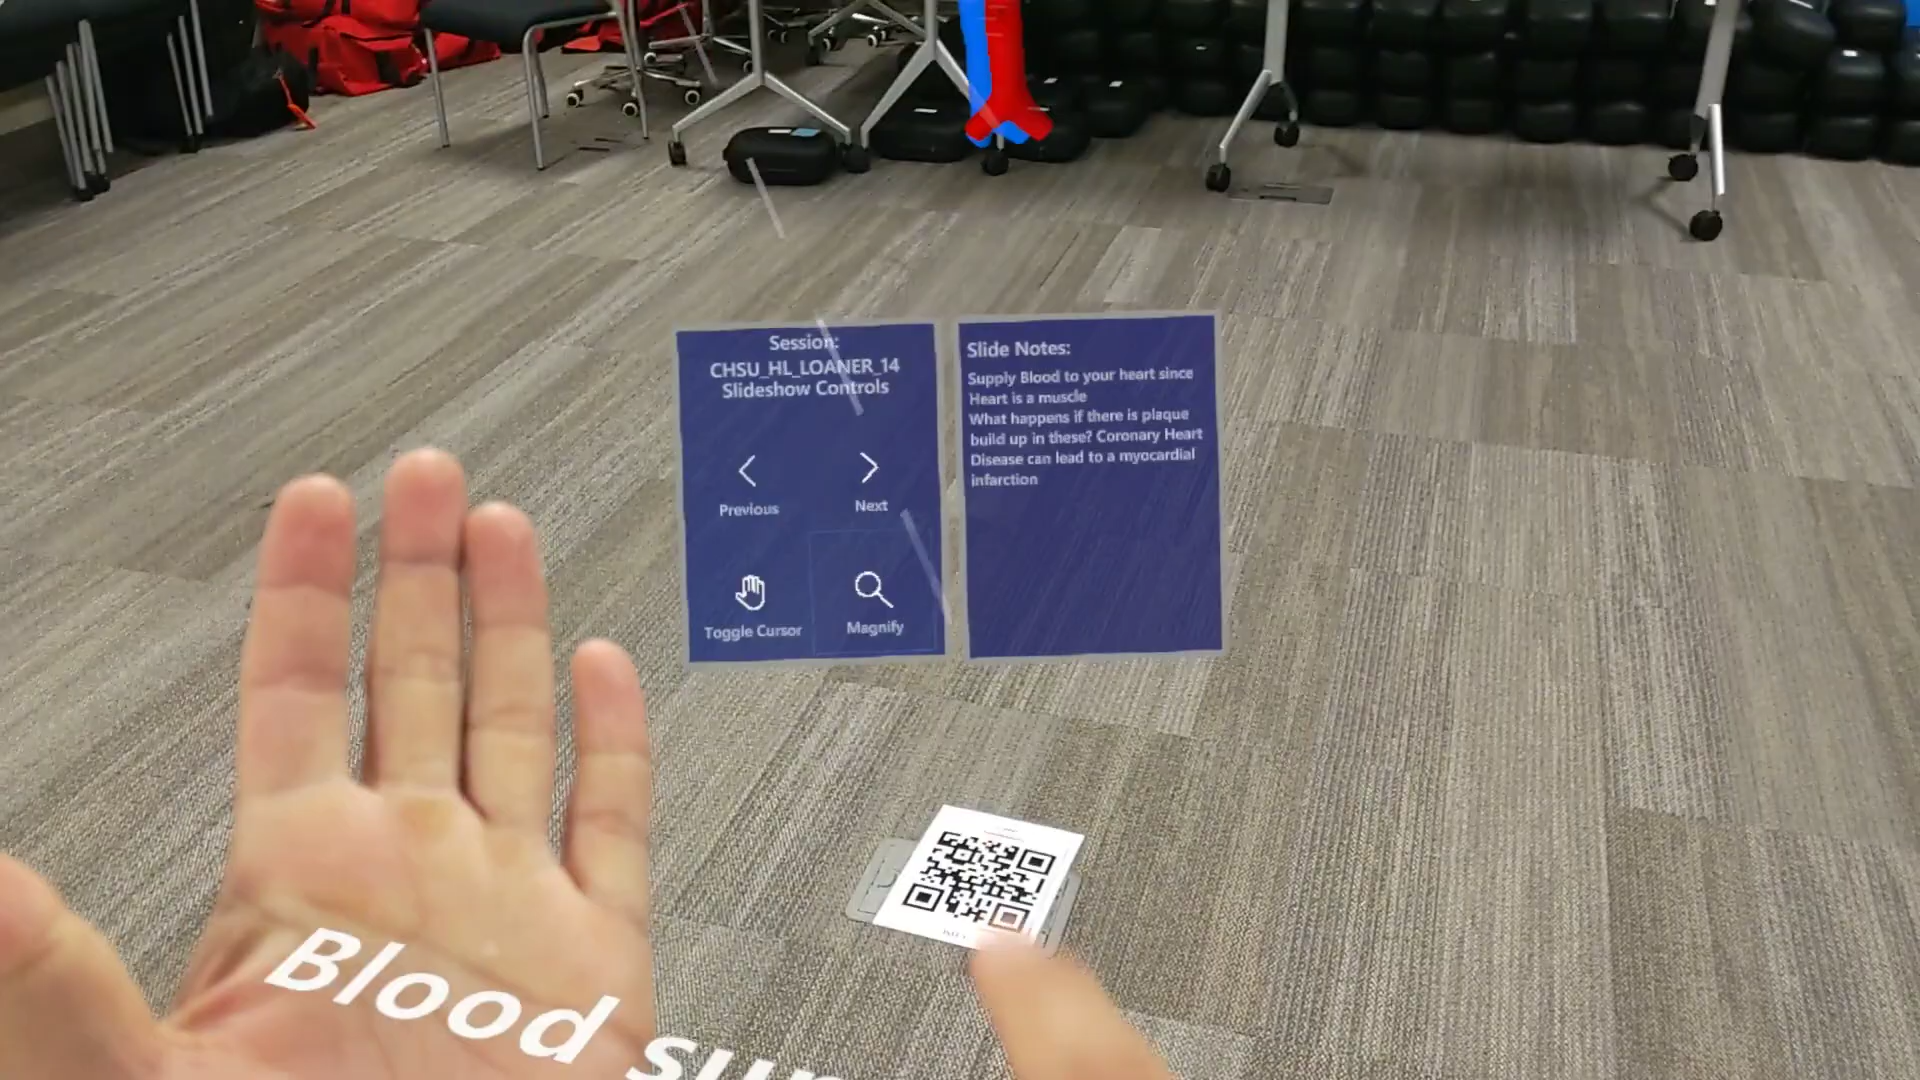 Session:
CHSU_HL_LOANER_14
Slideshow Controls
Previous
Next
Toggle Cursor
Magnify
Slide Notes:
Supply Blood to your heart since
Heart is a muscle
What happens if there is plaque
build up in these? Coronary Heart
Disease can lead to a myocardial
infarction
Blood